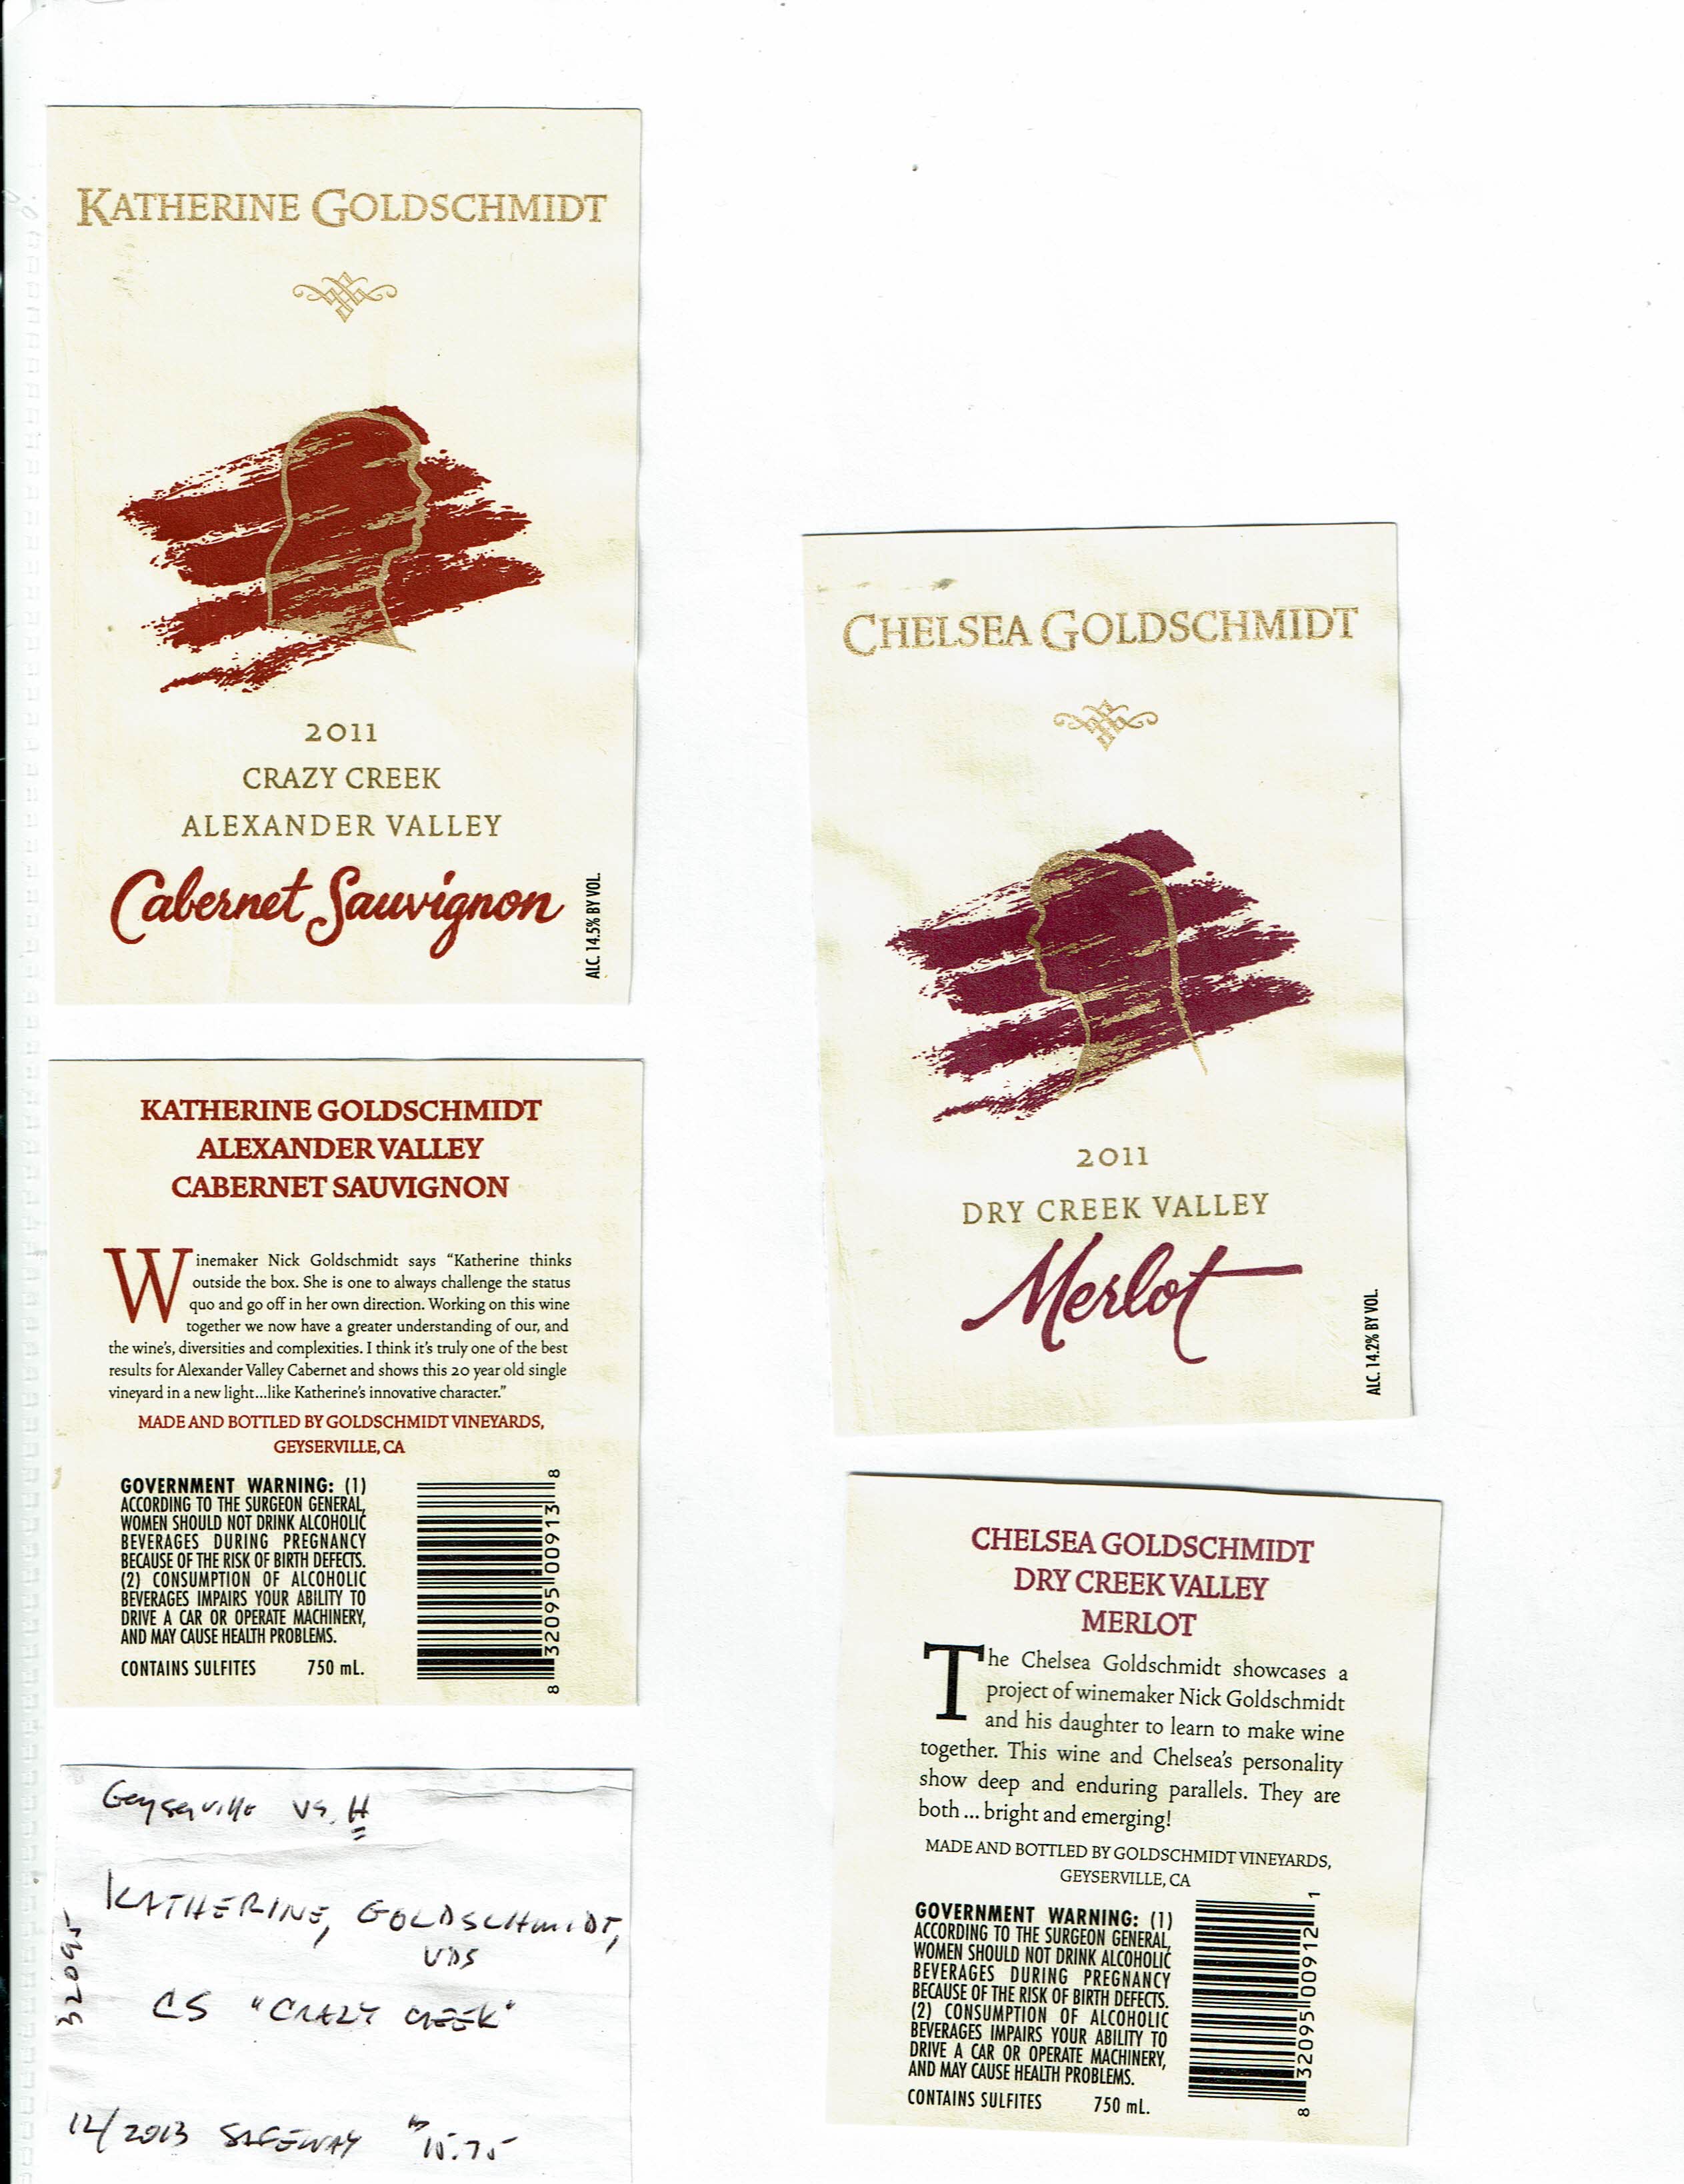 KATHERINE GOLDSCHMIDT
2011
CRAZY CREEK
ALEXANDER VALLEY
Cabernet Sauvignon
ALC. 14.5% BY VOL.
KATHERINE GOLDSCHMIDT
ALEXANDER VALLEY
CABERNET SAUVIGNON
Winemaker Nick Goldschmidt says “Katherine thinks
outside the box. She is one to always challenge the status
quo and go off in her own direction. Working on this wine
together we now have a greater understanding of our, and
the wine’s, diversities and complexities. I think it’s truly one of the best
results for Alexander Valley Cabernet and shows this 20 year old single
vineyard in a new light...like Katherine’s innovative character.”
MADE AND BOTTLED BY GOLDSCHMIDT VINEYARDS,
GEYSERVILLE, CA
GOVERNMENT WARNING: (1)
ACCORDING TO THE SURGEON GENERAL,
WOMEN SHOULD NOT DRINK ALCOHOLIC
BEVERAGES DURING PREGNANCY
BECAUSE OF THE RISK OF BIRTH DEFECTS.
(2) CONSUMPTION OF ALCOHOLIC
BEVERAGES IMPAIRS YOUR ABILITY TO
DRIVE A CAR OR OPERATE MACHINERY,
AND MAY CAUSE HEALTH PROBLEMS.
CONTAINS SULFITES 750 mL.
8 32095 00913 8
Geyserville vs. H
KATHERINE, GOLDSCHMIDT,
VDS
CS "CRAZY CREEK"
32095
12/2013 SAFEWAY $15.75
CHELSEA GOLDSCHMIDT
2011
DRY CREEK VALLEY
Merlot
ALC. 14.2% BY VOL.
CHELSEA GOLDSCHMIDT
DRY CREEK VALLEY
MERLOT
The Chelsea Goldschmidt showcases a
project of winemaker Nick Goldschmidt
and his daughter to learn to make wine
together. This wine and Chelsea’s personality
show deep and enduring parallels. They are
both ... bright and emerging!
MADE AND BOTTLED BY GOLDSCHMIDT VINEYARDS,
GEYSERVILLE, CA
GOVERNMENT WARNING: (1)
ACCORDING TO THE SURGEON GENERAL,
WOMEN SHOULD NOT DRINK ALCOHOLIC
BEVERAGES DURING PREGNANCY
BECAUSE OF THE RISK OF BIRTH DEFECTS.
(2) CONSUMPTION OF ALCOHOLIC
BEVERAGES IMPAIRS YOUR ABILITY TO
DRIVE A CAR OR OPERATE MACHINERY,
AND MAY CAUSE HEALTH PROBLEMS.
CONTAINS SULFITES 750 mL.
8 32095 00912 1